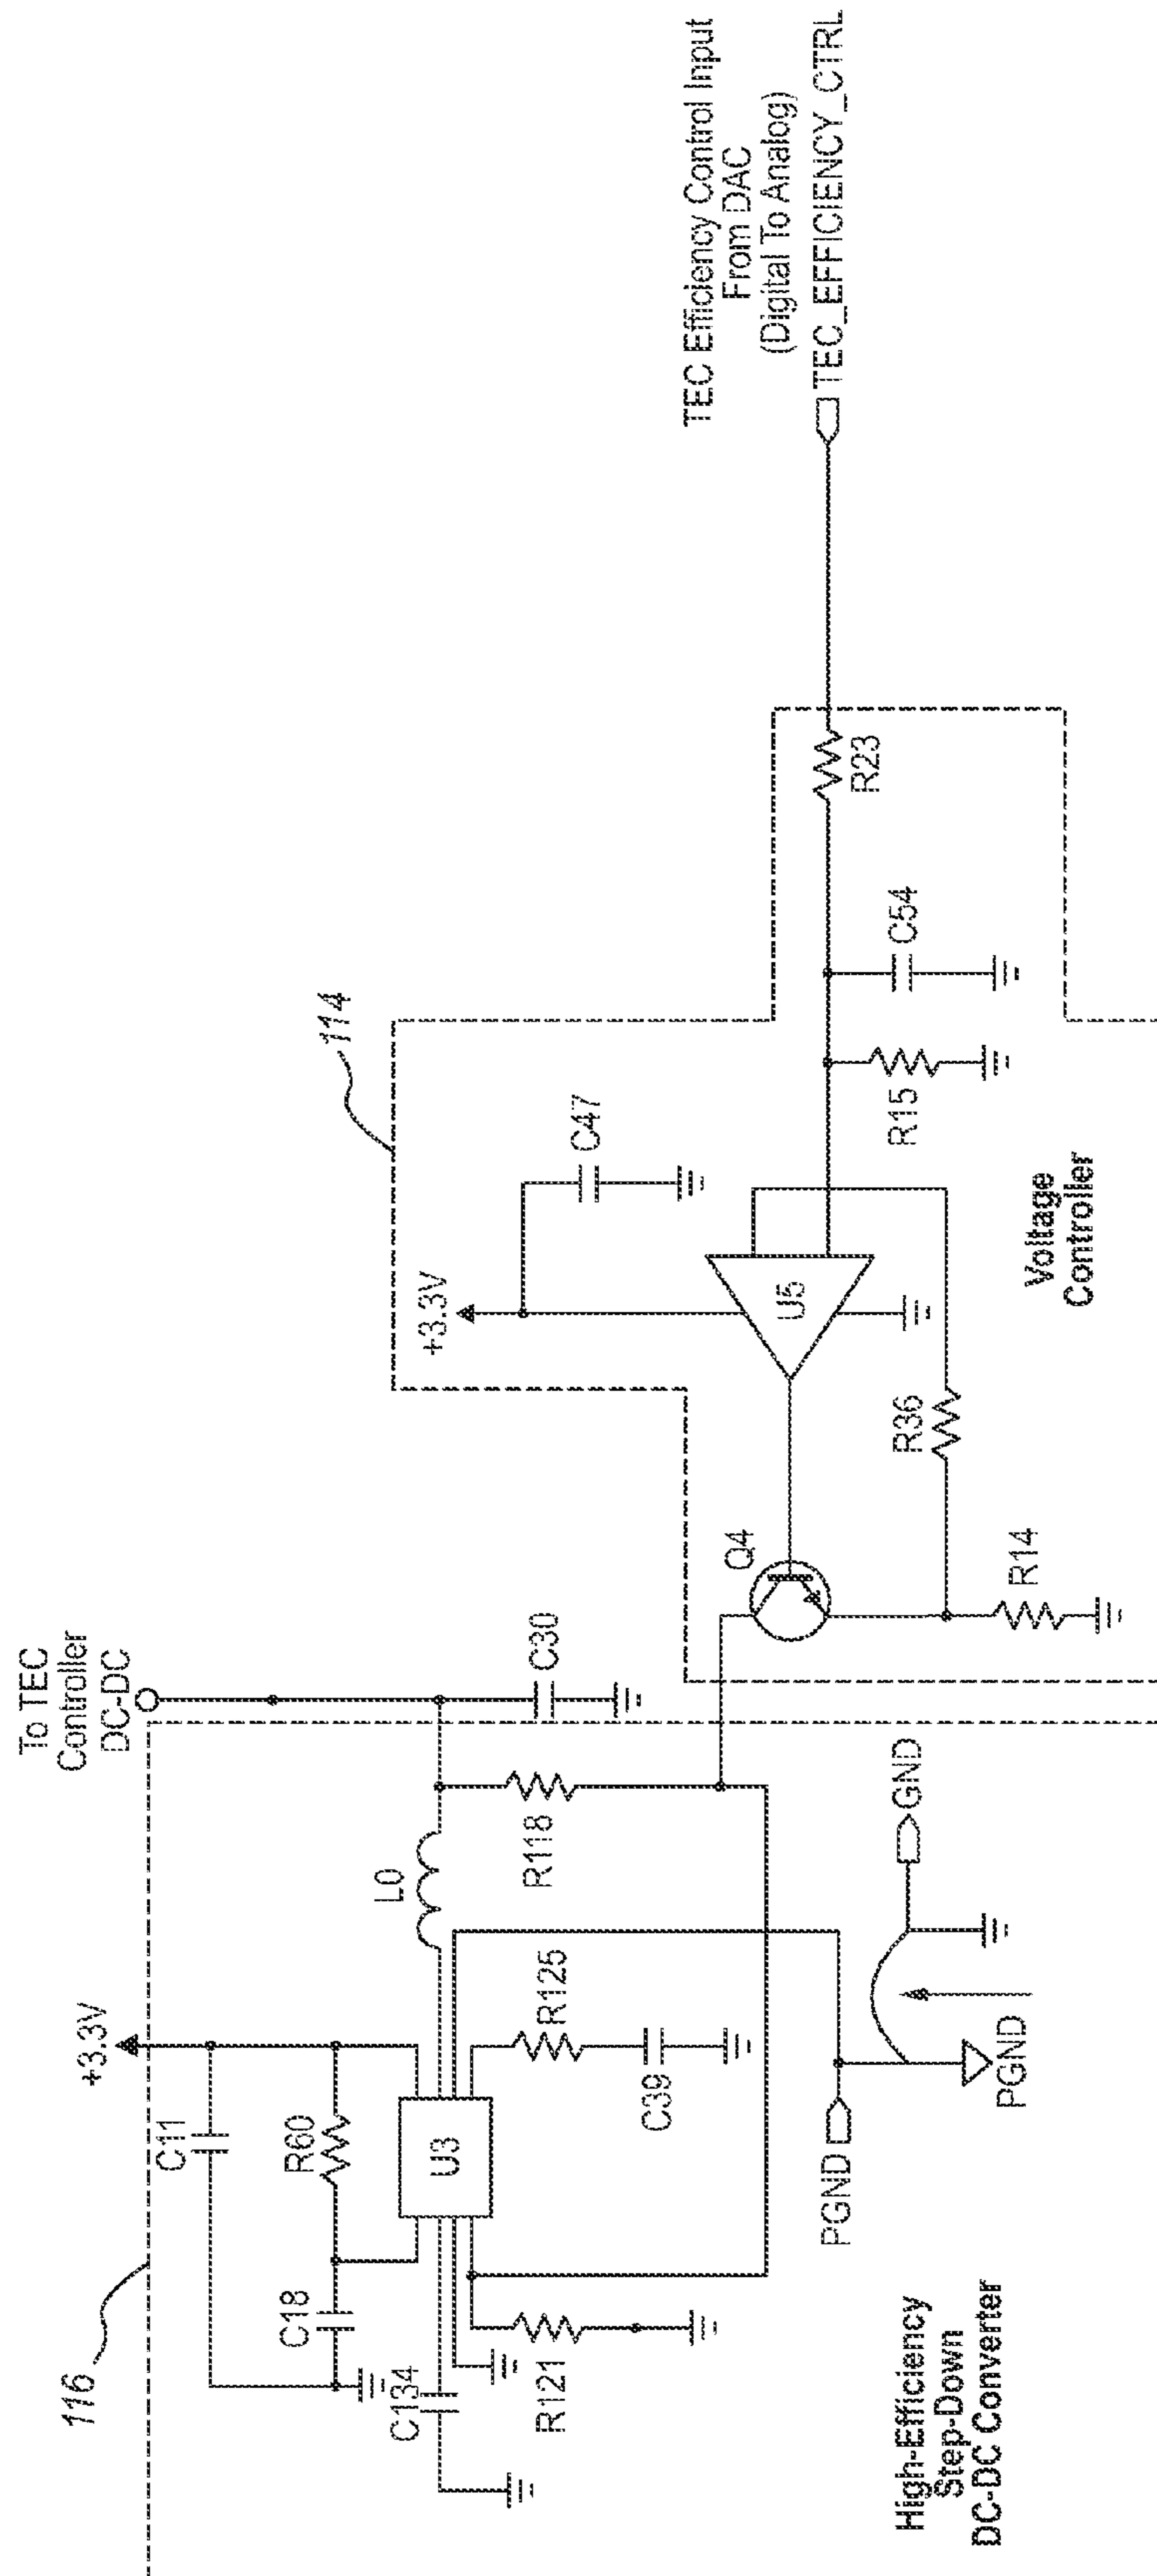 116
C11
+3.3V
C18
R60
C134
U3
R121
R125
C39
L0
R118
To TEC
Controller
DC-DC
C30
PGND
PGND
GND
High-Efficiency
Step-Down
DC-DC Converter
114
+3.3V
C47
Q4
U5
R36
R14
R15
C54
R23
Voltage
Controller
TEC Efficiency Control Input
From DAC
(Digital To Analog)
TEC_EFFICIENCY_CTRL